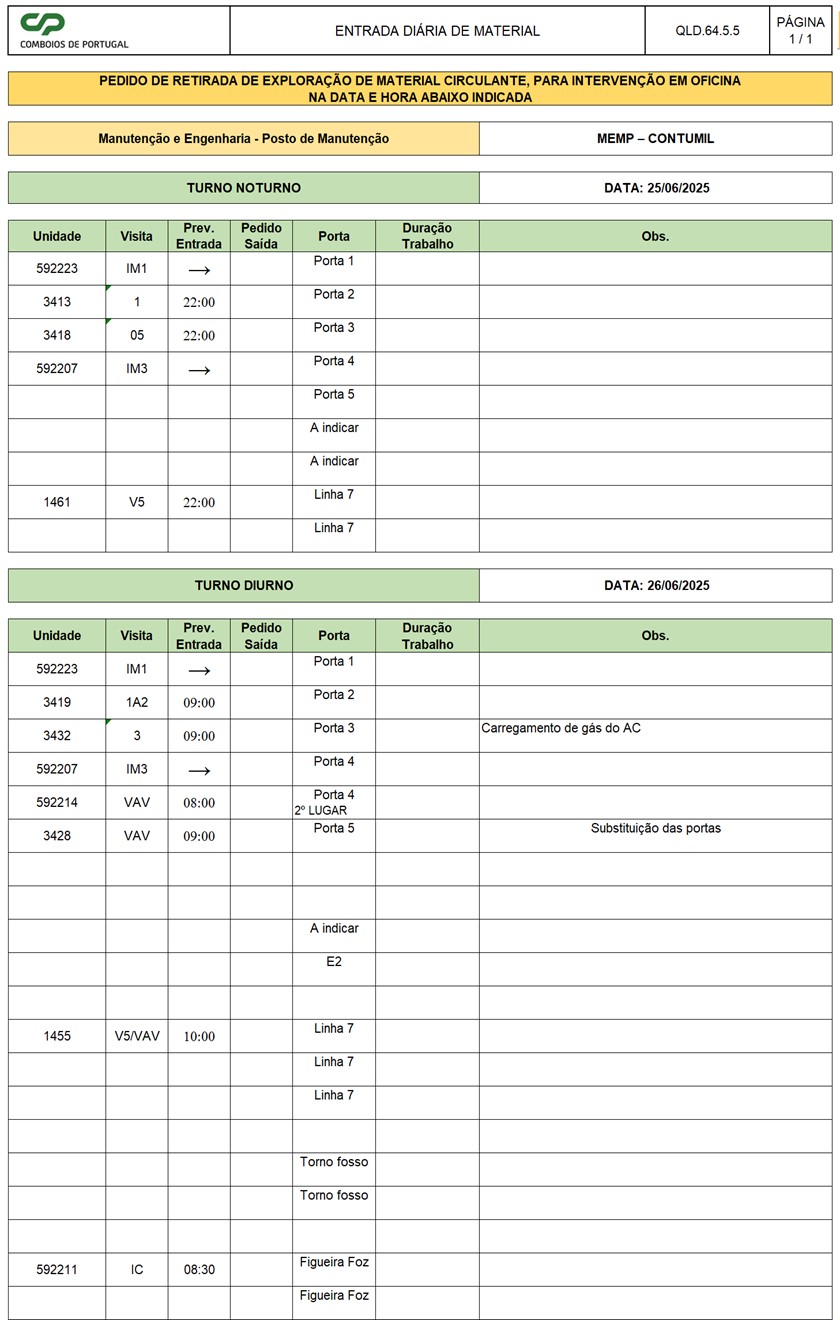 CP
COMBOIOS DE PORTUGAL
ENTRADA DIÁRIA DE MATERIAL
QLD.64.5.5
PÁGINA
1 / 1
PEDIDO DE RETIRADA DE EXPLORAÇÃO DE MATERIAL CIRCULANTE, PARA INTERVENÇÃO EM OFICINA
NA DATA E HORA ABAIXO INDICADA
Manutenção e Engenharia - Posto de Manutenção
MEMP – CONTUMIL
TURNO NOTURNO
DATA: 25/06/2025
Unidade Visita Prev. Entrada Pedido Saída Porta Duração Trabalho Obs.
592223 IM1 → Porta 1
3413 1 22:00 Porta 2
3418 05 22:00 Porta 3
592207 IM3 → Porta 4
Porta 5
A indicar
A indicar
1461 V5 22:00 Linha 7
Linha 7
TURNO DIURNO
DATA: 26/06/2025
Unidade Visita Prev. Entrada Pedido Saída Porta Duração Trabalho Obs.
592223 IM1 → Porta 1
3419 1A2 09:00 Porta 2
3432 3 09:00 Porta 3 Carregamento de gás do AC
592207 IM3 → Porta 4
592214 VAV 08:00 Porta 4
2º LUGAR
3428 VAV 09:00 Porta 5 Substituição das portas
A indicar
E2
1455 V5/VAV 10:00 Linha 7
Linha 7
Linha 7
Torno fosso
Torno fosso
592211 IC 08:30 Figueira Foz
Figueira Foz